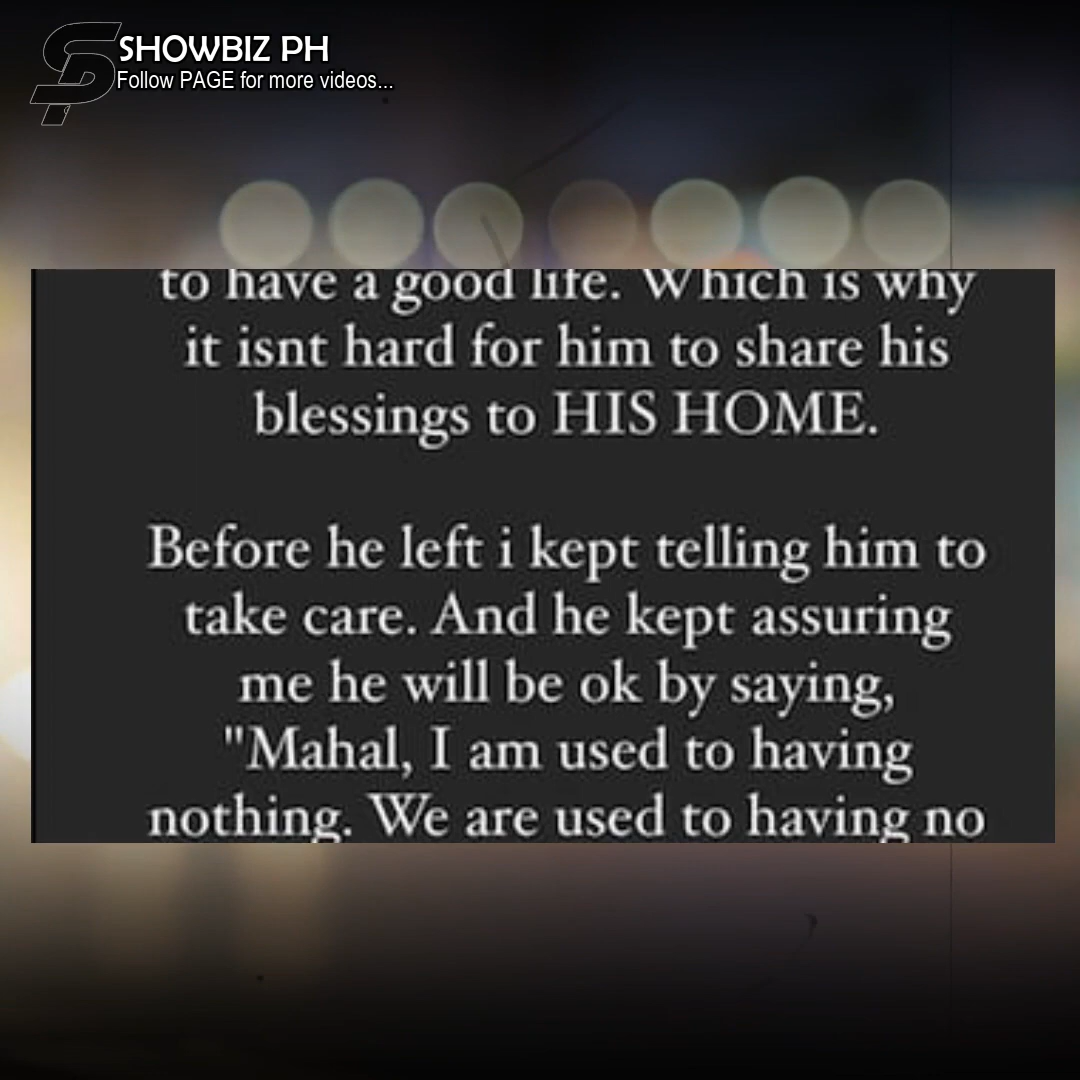 SHOWBIZ PH
Follow PAGE for more videos...
to have a good life. Which is why
it isnt hard for him to share his
blessings to HIS HOME.
Before he left i kept telling him to
take care. And he kept assuring
me he will be ok by saying,
"Mahal, I am used to having
nothing. We are used to having no